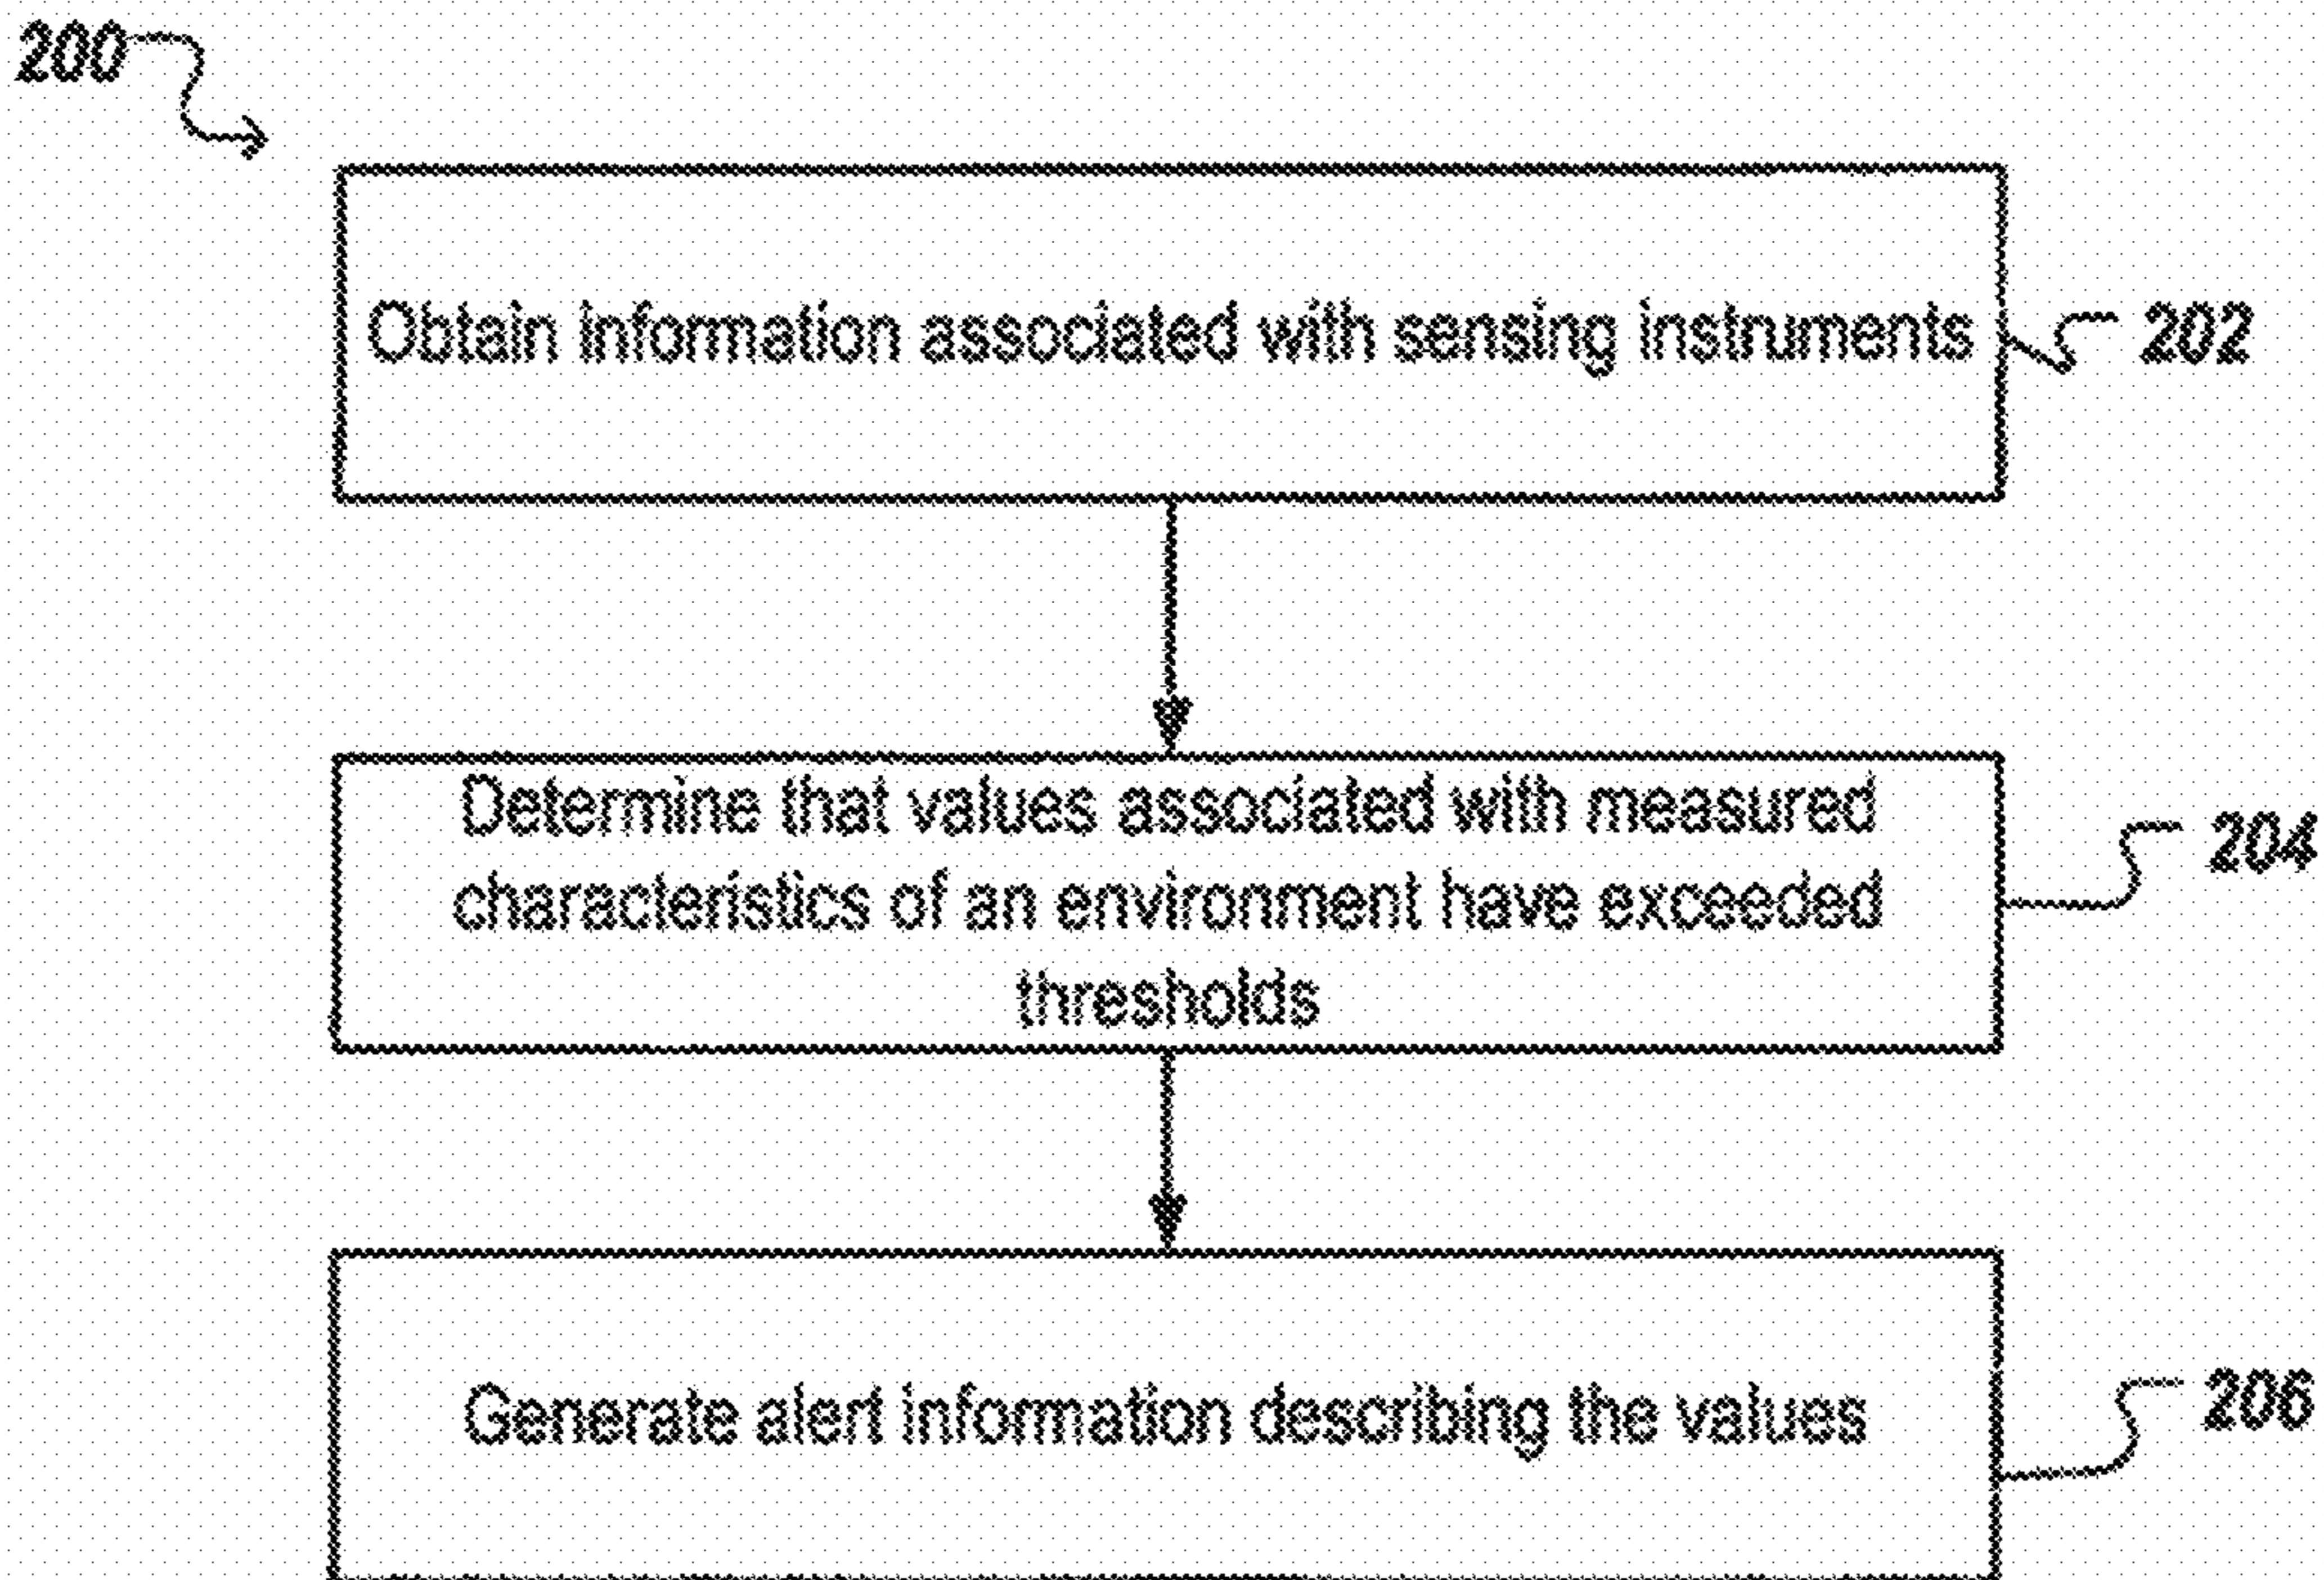 200
Obtain information associated with sensing instruments
202
Determine that values associated with measured
characteristics of an environment have exceeded
thresholds
204
Generate alert information describing the values
206